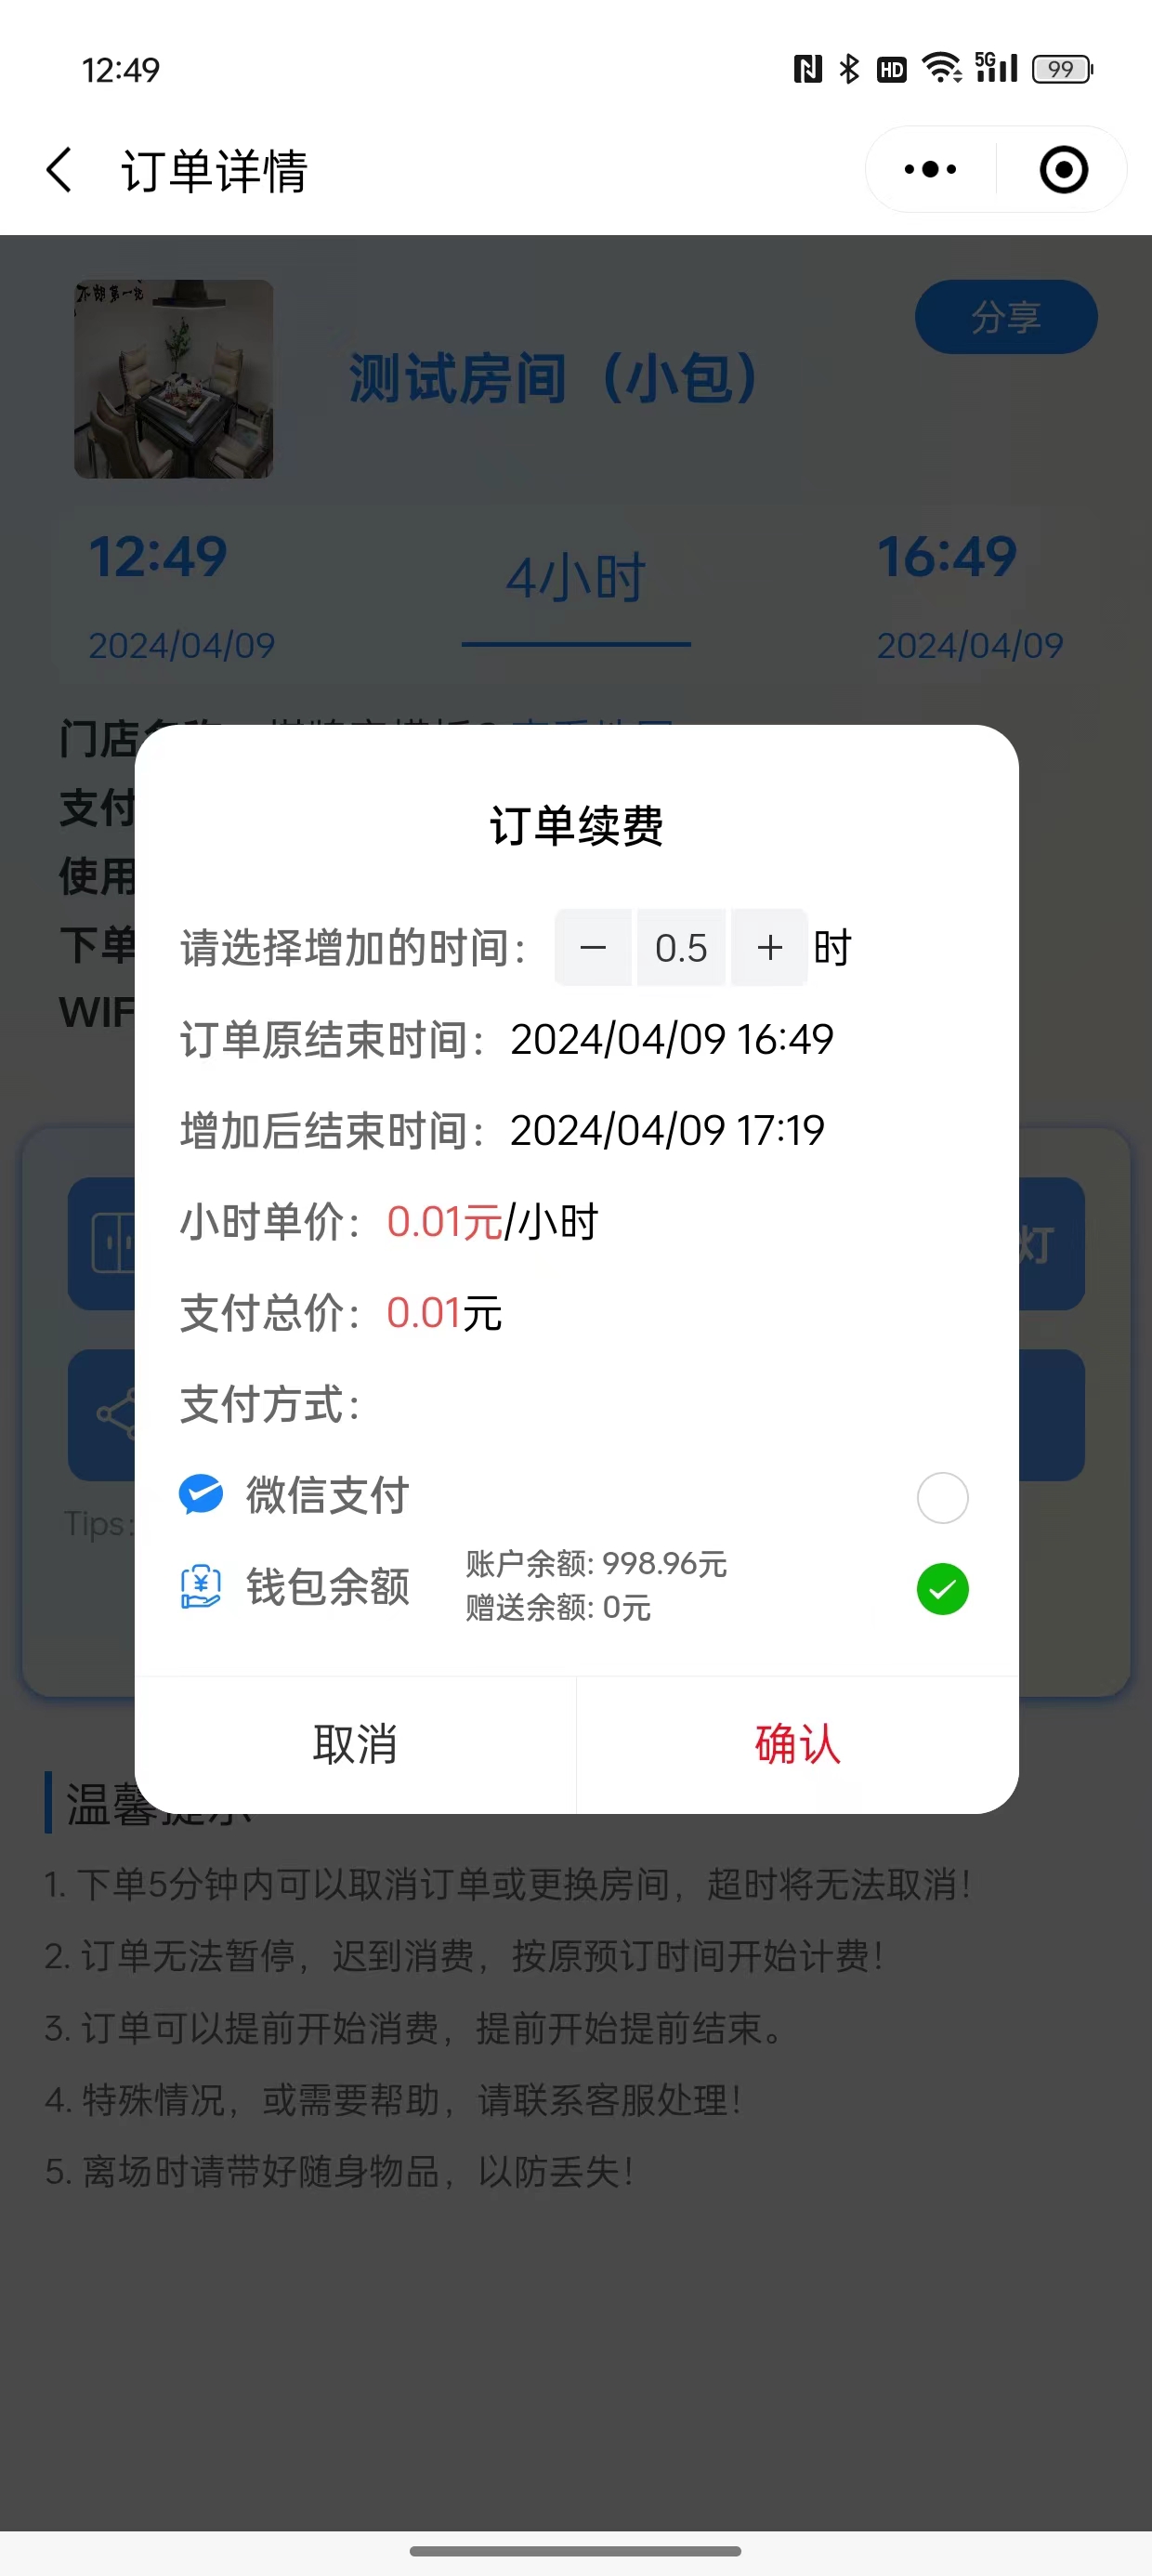 12:49
HD
5G
99
订单详情
分享
测试房间（小包）
12:49
4小时
16:49
2024/04/09
2024/04/09
门店
支付
使用
下单
WIF
订单续费
请选择增加的时间：
− 0.5 + 时
订单原结束时间：2024/04/09 16:49
增加后结束时间：2024/04/09 17:19
小时单价：0.01元/小时
支付总价：0.01元
支付方式：
微信支付
钱包余额
账户余额: 998.96元
赠送余额: 0元
取消
确认
灯
Tips:
温馨提示
1. 下单5分钟内可以取消订单或更换房间，超时将无法取消！
2. 订单无法暂停，迟到消费，按原预订时间开始计费！
3. 订单可以提前开始消费，提前开始提前结束。
4. 特殊情况，或需要帮助，请联系客服处理！
5. 离场时请带好随身物品，以防丢失！